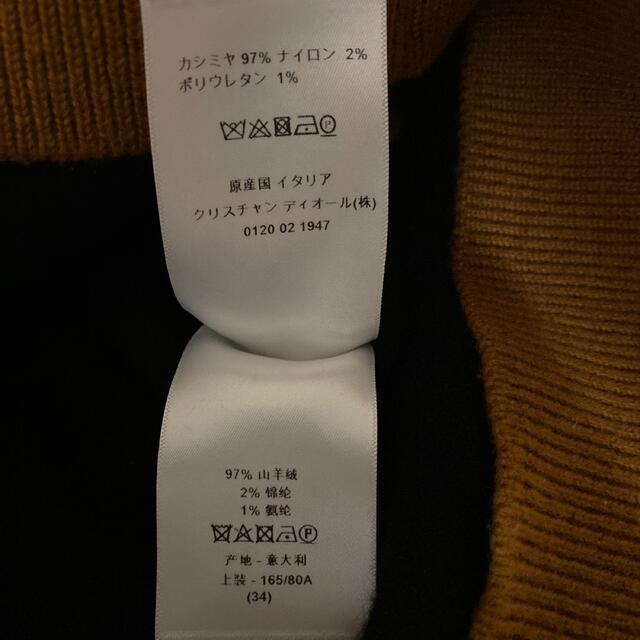 カシミヤ 97% ナイロン 2%
ポリウレタン 1%
原産国 イタリア
クリスチャン ディオール(株)
0120 02 1947
97% 山羊绒
2% 锦纶
1% 氨纶
产地 - 意大利
上装 - 165/80A
(34)